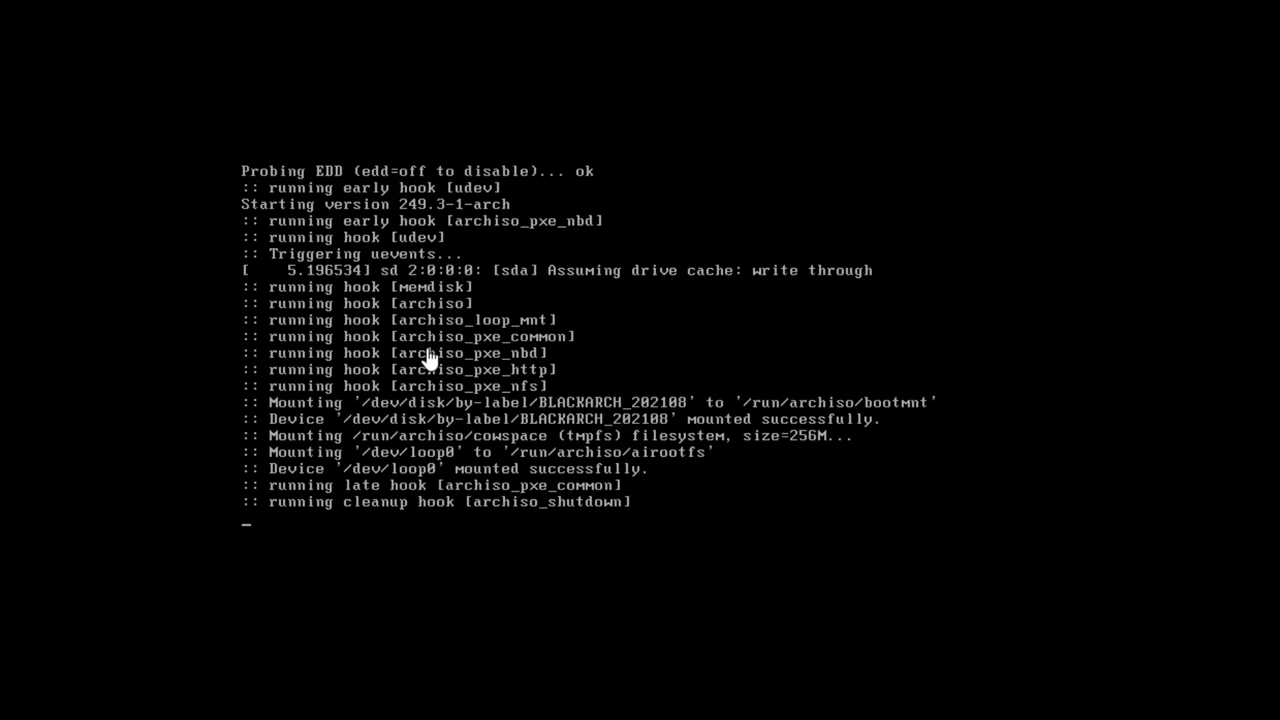 Probing EDD (edd=off to disable)... ok
:: running early hook [udev]
Starting version 249.3-1-arch
:: running early hook [archiso_pxe_nbd]
:: running hook [udev]
:: Triggering uevents...
[    5.196534] sd 2:0:0:0: [sda] Assuming drive cache: write through
:: running hook [memdisk]
:: running hook [archiso]
:: running hook [archiso_loop_mnt]
:: running hook [archiso_pxe_common]
:: running hook [archiso_pxe_nbd]
:: running hook [archiso_pxe_http]
:: running hook [archiso_pxe_nfs]
:: Mounting '/dev/disk/by-label/BLACKARCH_202108' to '/run/archiso/bootmnt'
:: Device '/dev/disk/by-label/BLACKARCH_202108' mounted successfully.
:: Mounting /run/archiso/cowspace (tmpfs) filesystem, size=256M...
:: Mounting '/dev/loop0' to '/run/archiso/airootfs'
:: Device '/dev/loop0' mounted successfully.
:: running late hook [archiso_pxe_common]
:: running cleanup hook [archiso_shutdown]
_